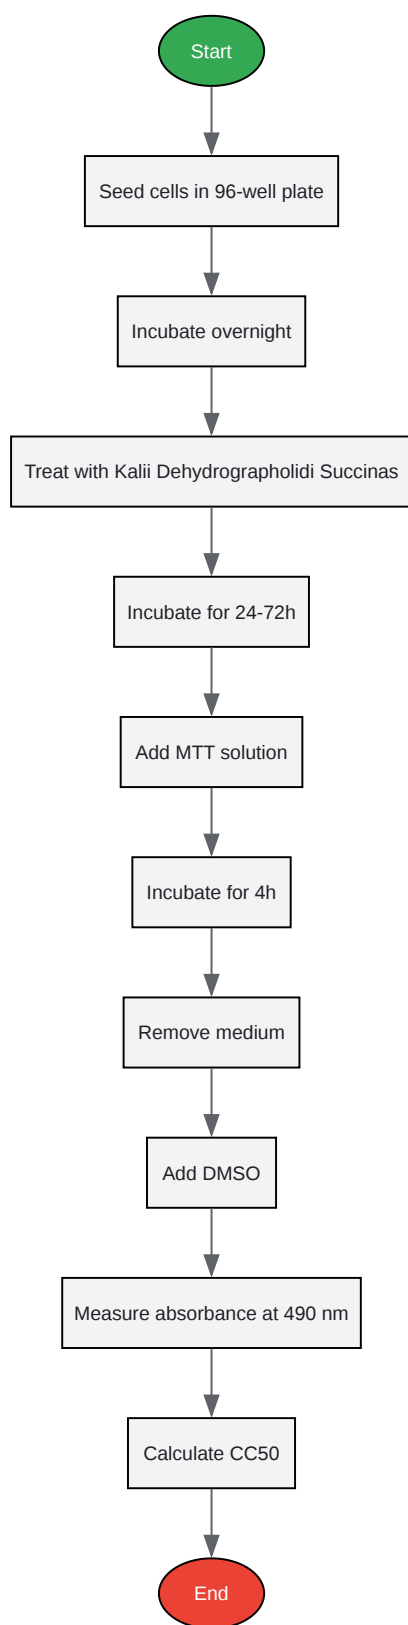 Start
Seed cells in 96-well plate
Incubate overnight
Treat with Kalii Dehydrographolidi Succinas
Incubate for 24-72h
Add MTT solution
Incubate for 4h
Remove medium
Add DMSO
Measure absorbance at 490 nm
Calculate CC50
End